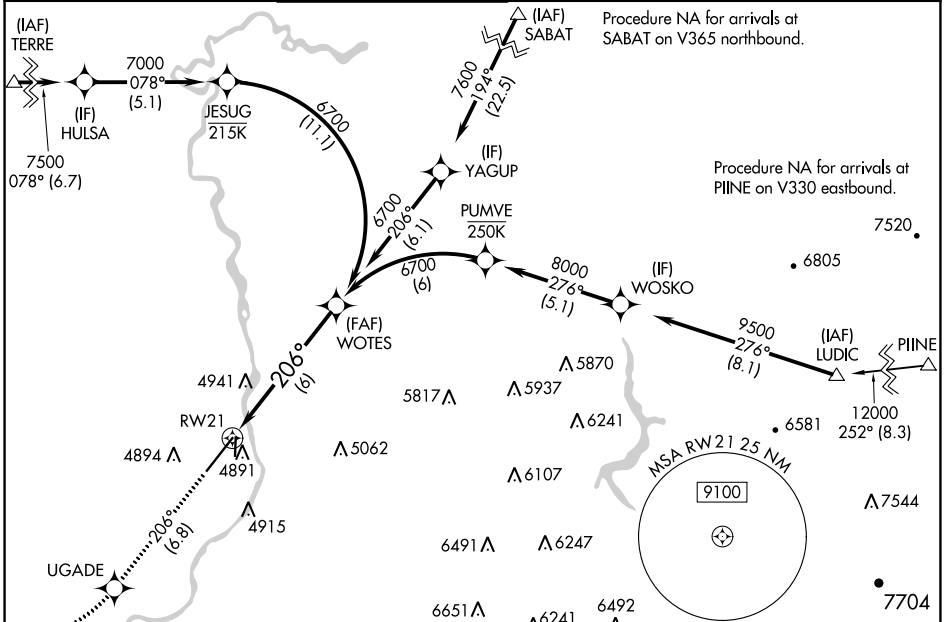 (IAF)
TERRE
(IAF)
SABAT
Procedure NA for arrivals at
SABAT on V365 northbound.
7000
078°
(5.1)
(IF)
HULSA
JESUG
215K
7500
078° (6.7)
6700
(11.1)
7600
194°
(22.5)
(IF)
YAGUP
6700
206°
(6.1)
Procedure NA for arrivals at
PIINE on V330 eastbound.
PUMVE
250K
6700
(6)
8000
276°
(5.1)
(IF)
WOSKO
7520
6805
9500
276°
(8.1)
(IAF)
LUDIC
PIINE
12000
252° (8.3)
(FAF)
WOTES
206°
(6)
4941
5817
5870
5937
6241
6581
RW21
4894
4891
5062
6107
MSA RW21 25 NM
9100
7544
4915
206°
(6.8)
6491
6247
UGADE
7704
6651
6241
6492